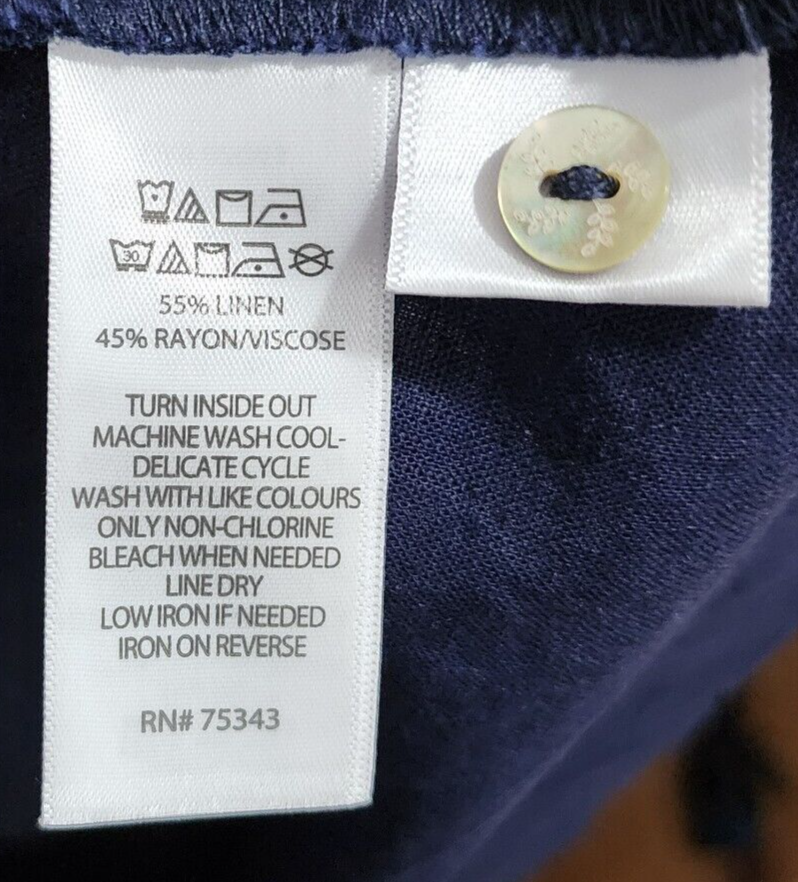 30
55% LINEN
45% RAYON/VISCOSE
TURN INSIDE OUT
MACHINE WASH COOL-
DELICATE CYCLE
WASH WITH LIKE COLOURS
ONLY NON-CHLORINE
BLEACH WHEN NEEDED
LINE DRY
LOW IRON IF NEEDED
IRON ON REVERSE
RN# 75343